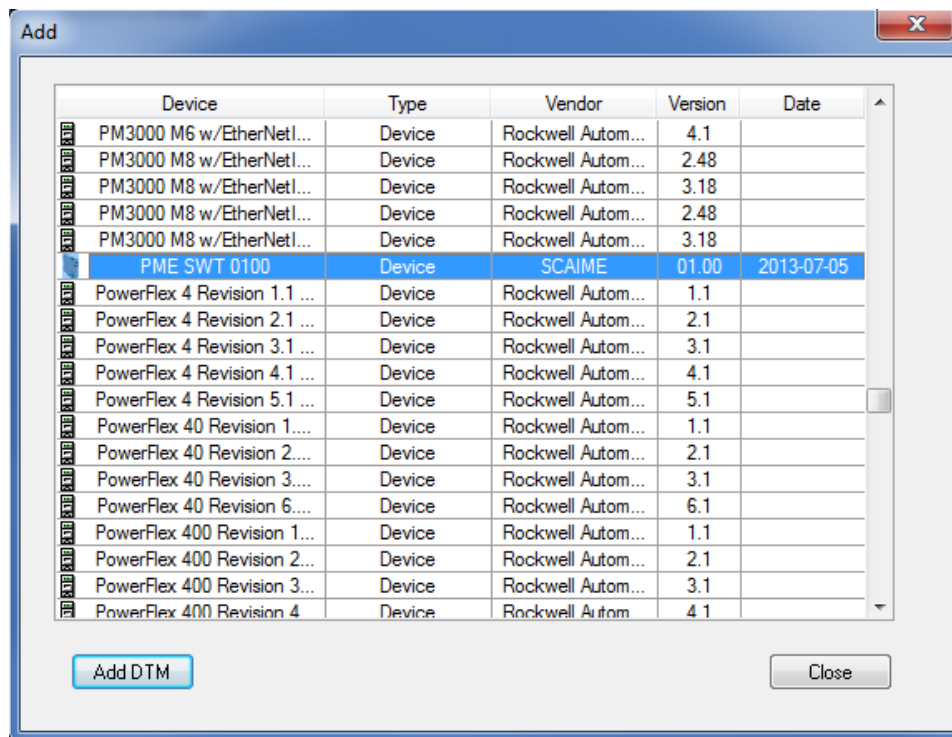 Add
Device Type Vendor Version Date
PM3000 M6 w/EtherNetI... Device Rockwell Autom... 4.1
PM3000 M8 w/EtherNetI... Device Rockwell Autom... 2.48
PM3000 M8 w/EtherNetI... Device Rockwell Autom... 3.18
PM3000 M8 w/EtherNetI... Device Rockwell Autom... 2.48
PM3000 M8 w/EtherNetI... Device Rockwell Autom... 3.18
PME SWT 0100 Device SCAIME 01.00 2013-07-05
PowerFlex 4 Revision 1.1 ... Device Rockwell Autom... 1.1
PowerFlex 4 Revision 2.1 ... Device Rockwell Autom... 2.1
PowerFlex 4 Revision 3.1 ... Device Rockwell Autom... 3.1
PowerFlex 4 Revision 4.1 ... Device Rockwell Autom... 4.1
PowerFlex 4 Revision 5.1 ... Device Rockwell Autom... 5.1
PowerFlex 40 Revision 1.... Device Rockwell Autom... 1.1
PowerFlex 40 Revision 2.... Device Rockwell Autom... 2.1
PowerFlex 40 Revision 3.... Device Rockwell Autom... 3.1
PowerFlex 40 Revision 6.... Device Rockwell Autom... 6.1
PowerFlex 400 Revision 1... Device Rockwell Autom... 1.1
PowerFlex 400 Revision 2... Device Rockwell Autom... 2.1
PowerFlex 400 Revision 3... Device Rockwell Autom... 3.1
PowerFlex 400 Revision 4 Device Rockwell Autom 4.1
Add DTM Close